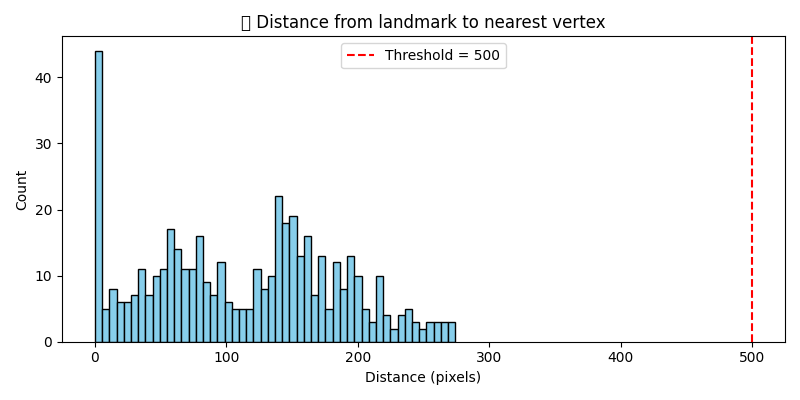 Distance from landmark to nearest vertex
Threshold = 500
Count
40
30
20
10
0
0 100 200 300 400 500
Distance (pixels)